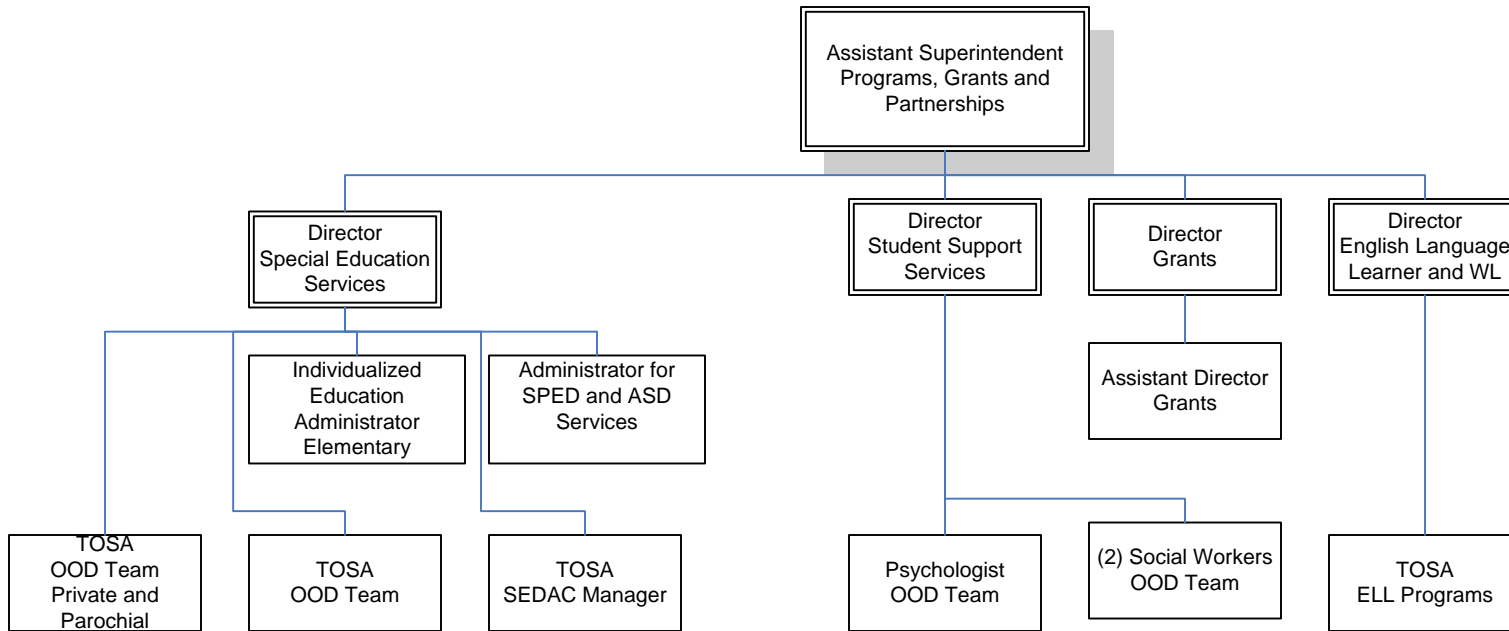 Assistant Superintendent
Programs, Grants and
Partnerships
Director
Special Education
Services
Director
Student Support
Services
Director
Grants
Director
English Language
Learner and WL
Individualized
Education
Administrator
Elementary
Administrator for
SPED and ASD
Services
Assistant Director
Grants
TOSA
OOD Team
Private and
Parochial
TOSA
OOD Team
TOSA
SEDAC Manager
Psychologist
OOD Team
(2) Social Workers
OOD Team
TOSA
ELL Programs